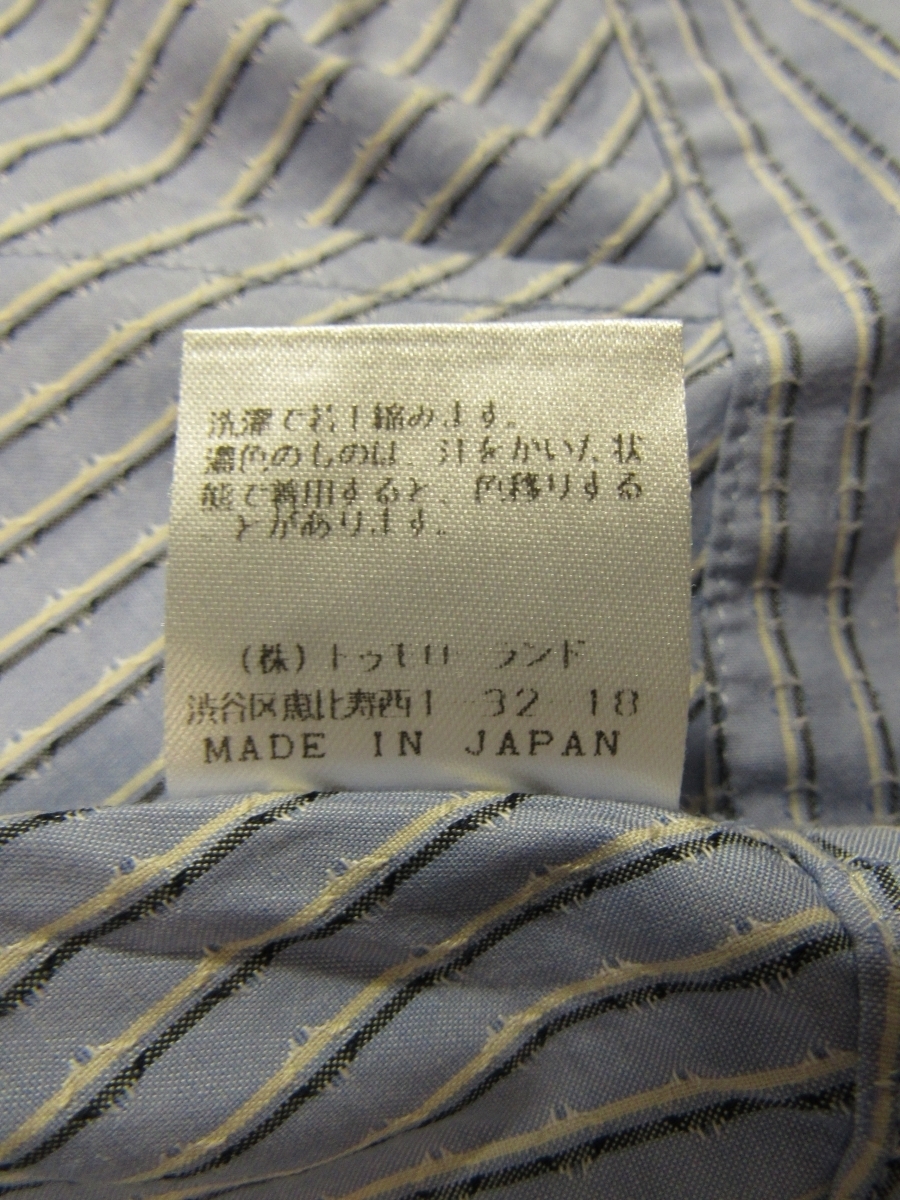 洗濯で若干縮みます。
濃色のものは、汗をかいた状
態で着用すると、色移りする
ことがあります。
(株)トゥモローランド
渋谷区恵比寿西1-32-18
MADE IN JAPAN